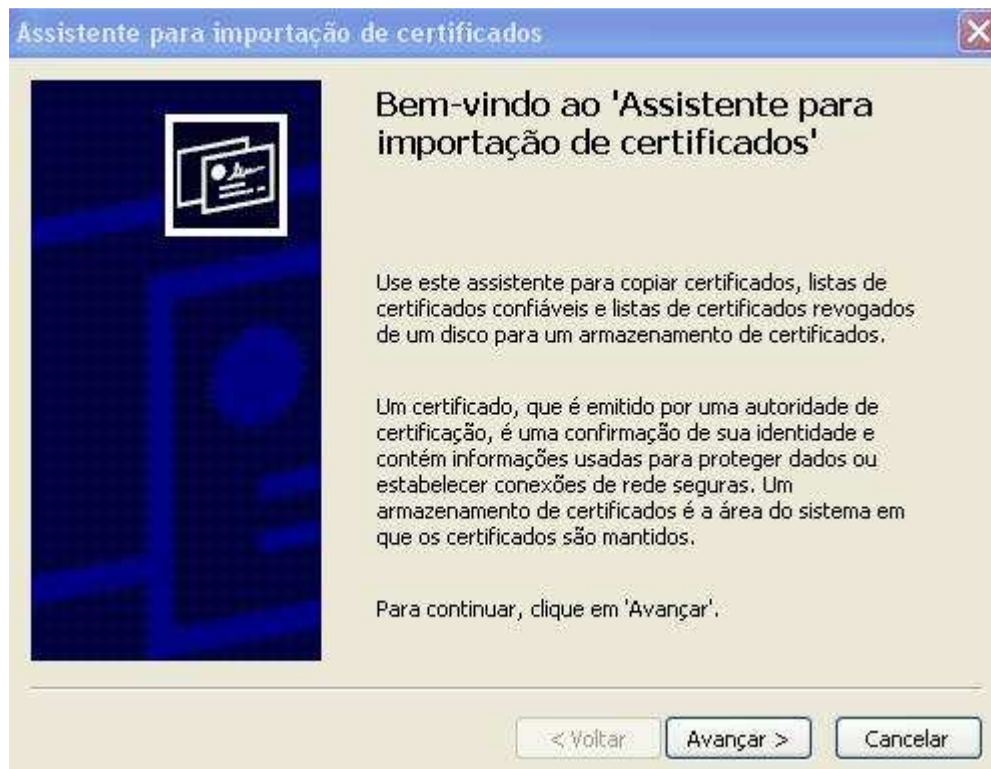 Assistente para importação de certificados
Bem-vindo ao 'Assistente para
importação de certificados'
Use este assistente para copiar certificados, listas de
certificados confiáveis e listas de certificados revogados
de um disco para um armazenamento de certificados.
Um certificado, que é emitido por uma autoridade de
certificação, é uma confirmação de sua identidade e
contém informações usadas para proteger dados ou
estabelecer conexões de rede seguras. Um
armazenamento de certificados é a área do sistema em
que os certificados são mantidos.
Para continuar, clique em 'Avançar'.
< Voltar Avançar > Cancelar